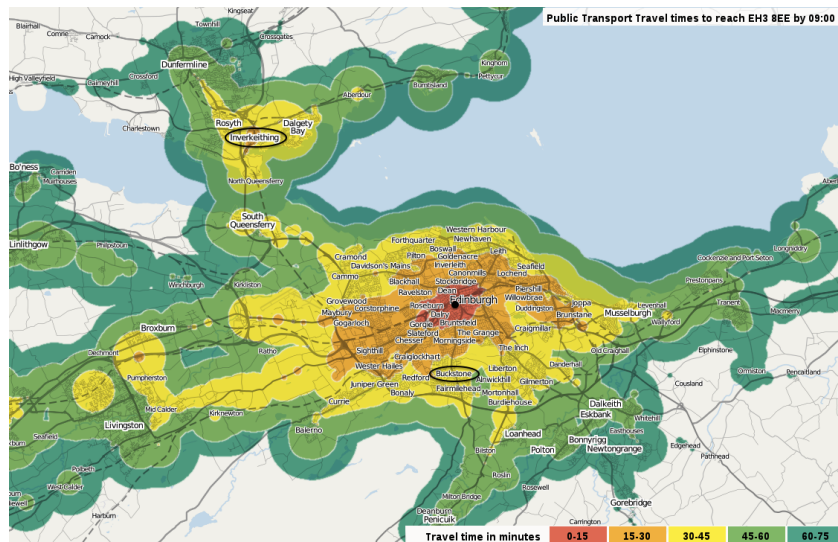 Public Transport Travel times to reach EH3 8EE by 09:00
Kingseat
Blairhall
Comrie
Carnock
Townhill
Crossgates
Dunfermline
Kinghorn
High Valleyfield
Crossford
Cairneyhill
Pettycur
Burntisland
Aberdour
Rosyth
Dalgety
Bay
Charlestown
Inverkeithing
Bo'ness
Camden
Muirhouses
North Queensferry
South
Queensferry
Western Harbour
Newhaven
Forthquarter
Linlithgow
Philpstoun
Boswall
Leith
Longniddry
Cramond
Pilton
Goldenacre
Davidson's Mains
Inverleith
Seafield
Cockenzie and Port Seton
Cammo
Canonmills
Lochend
Winchburgh
Kirkliston
Blackhall
Stockbridge
Prestonpans
Ravelston
Dean
Piershill
Willowbrae
Grovewood
Edinburgh
Joppa
Tranent
Corstorphine
Roseburn
Duddingston
Levenhall
Macmerry
Maybury
Dalry
Brunstane
Musselburgh
Wallyford
Gogarloch
Gorgie
Bruntsfield
Broxburn
Slateford
The Grange
Craigmillar
Chesser
Morningside
Dechmont
Ratho
Sighthill
The Inch
Old Craighall
Elphinstone
Craiglockhart
Wester Hailes
Liberton
Danderhall
Ormiston
Pencaitland
Pumpherston
Redford
Buckstone
Alnwickhill
Gilmerton
Cousland
Juniper Green
Fairmilehead
Bonaly
Mortonhall
Mid Calder
Kirknewton
Currie
Burdiehouse
Dalkeith
Eskbank
Whitehill
Livingston
Balerno
Loanhead
Easthouses
Seafield
Bonnyrigg
Newtongrange
Edgehead
Bilston
Polton
Pathhead
Polbeth
West Calder
Roslin
Rosewell
Milton Bridge
Gorebridge
Deanburn
Penicuik
Harburn
Carrington
Travel time in minutes
0-15
15-30
30-45
45-60
60-75